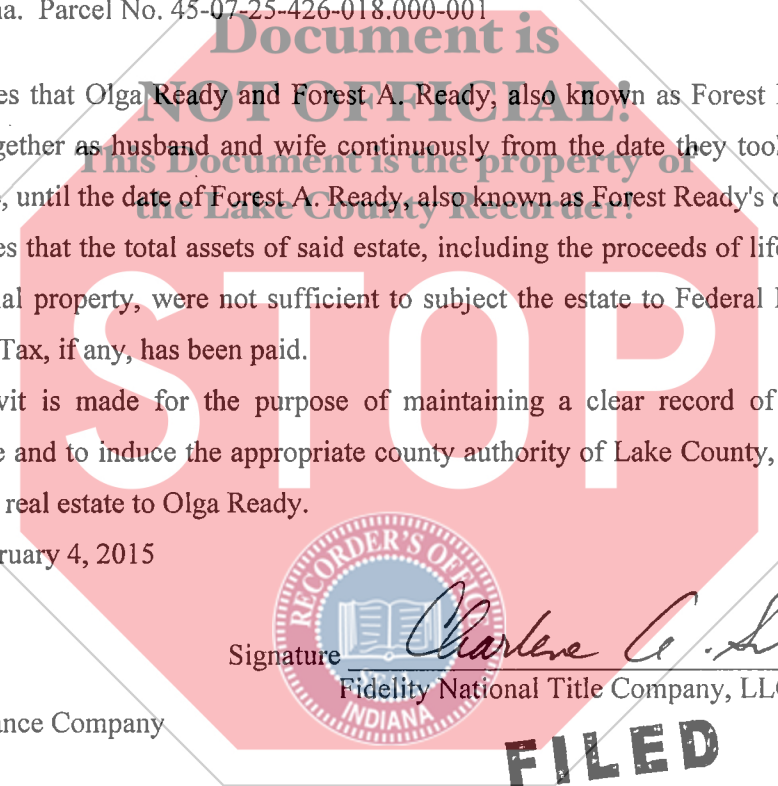 na. Parcel No. 45-07-25-426-018.000-001
Document is
es that Olga Ready and Forest A. Ready, also known as Forest
NOT OFFICIAL!
gether as husband and wife continuously from the date they too
This Document is the property of
, until the date of Forest A. Ready, also known as Forest Ready's
the Lake County Recorder!
es that the total assets of said estate, including the proceeds of life
al property, were not sufficient to subject the estate to Federal
STOP
Tax, if any, has been paid.
vit is made for the purpose of maintaining a clear record of
e and to induce the appropriate county authority of Lake County,
real estate to Olga Ready.
ruary 4, 2015
RECORDER'S OFFICE
Signature Charlene A.
SEAL
Fidelity National Title Company, LLC
INDIANA
ance Company
FILED